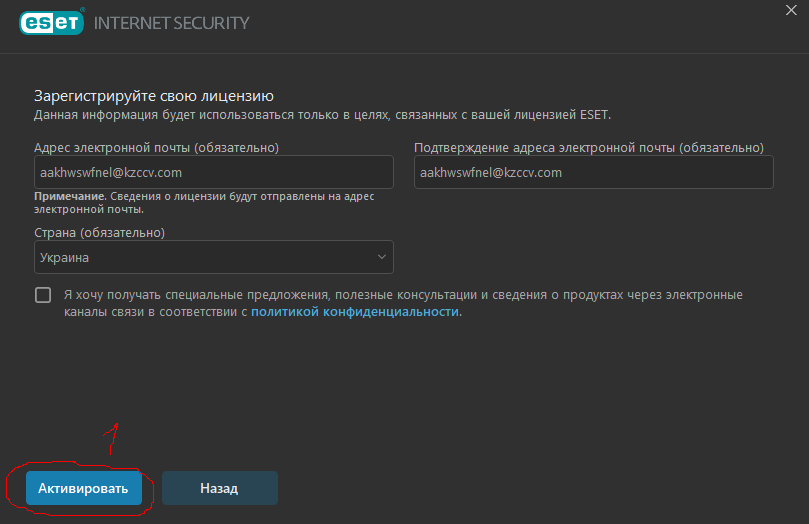 eset® INTERNET SECURITY
Зарегистрируйте свою лицензию
Данная информация будет использоваться только в целях, связанных с вашей лицензией ESET.
Адрес электронной почты (обязательно)
Подтверждение адреса электронной почты (обязательно)
aakhwswfnel@kzccv.com
aakhwswfnel@kzccv.com
Примечание. Сведения о лицензии будут отправлены на адрес
электронной почты.
Страна (обязательно)
Украина
Я хочу получать специальные предложения, полезные консультации и сведения о продуктах через электронные
каналы связи в соответствии с политикой конфиденциальности.
1
Активировать
Назад